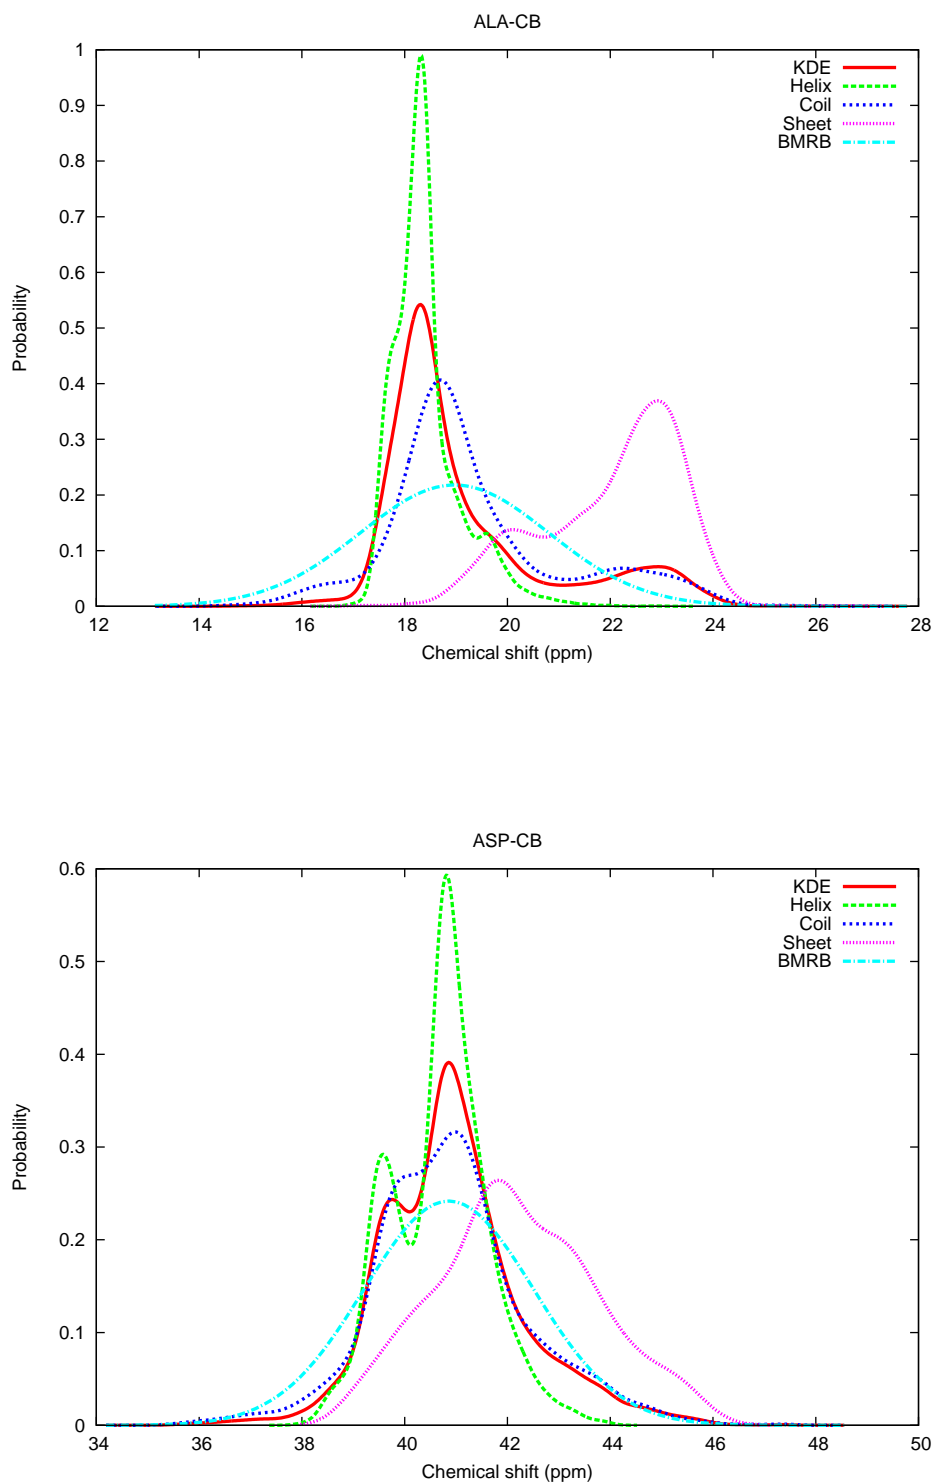 ALA-CB
1
0.9
0.8
0.7
0.6
0.5
0.4
0.3
0.2
0.1
0
Probability
KDE
Helix
Coil
Sheet
BMRB
12 14 16 18 20 22 24 26 28
Chemical shift (ppm)
ASP-CB
0.6
0.5
0.4
0.3
0.2
0.1
0
Probability
KDE
Helix
Coil
Sheet
BMRB
34 36 38 40 42 44 46 48 50
Chemical shift (ppm)